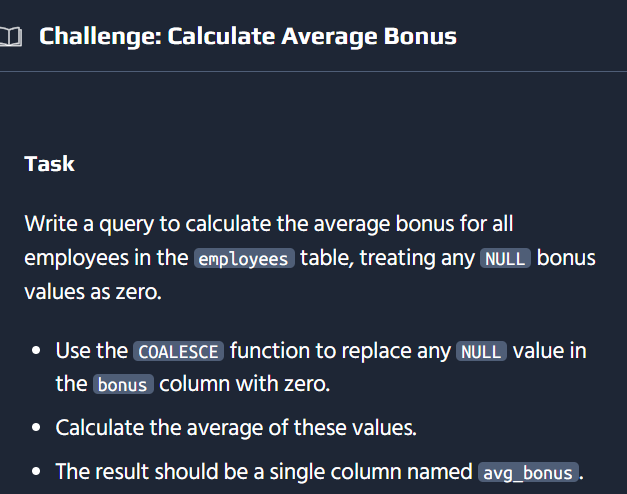 Challenge: Calculate Average Bonus
Task
Write a query to calculate the average bonus for all
employees in the employees table, treating any NULL bonus
values as zero.
• Use the COALESCE function to replace any NULL value in
the bonus column with zero.
• Calculate the average of these values.
• The result should be a single column named avg_bonus.